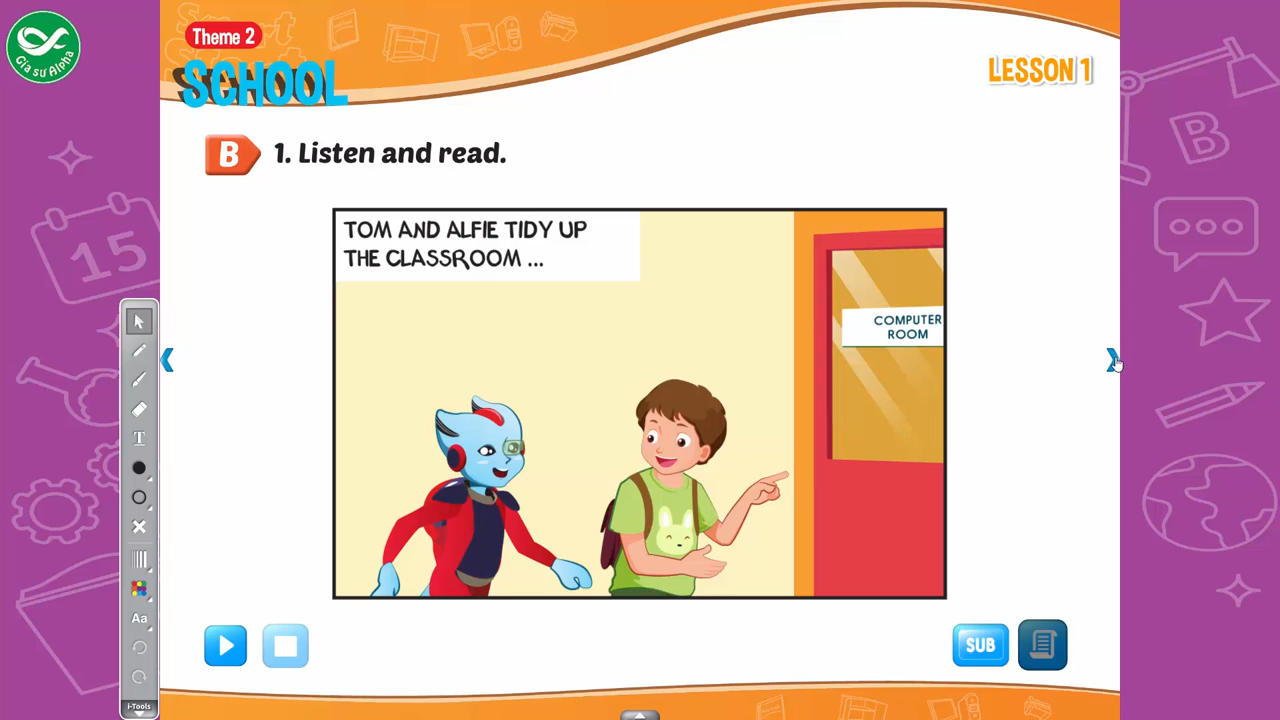 Gia sư Alpha
Theme 2
SCHOOL
LESSON 1
B 1. Listen and read.
TOM AND ALFIE TIDY UP
THE CLASSROOM ...
COMPUTER
ROOM
15
B
T
Aa
i-Tools
SUB